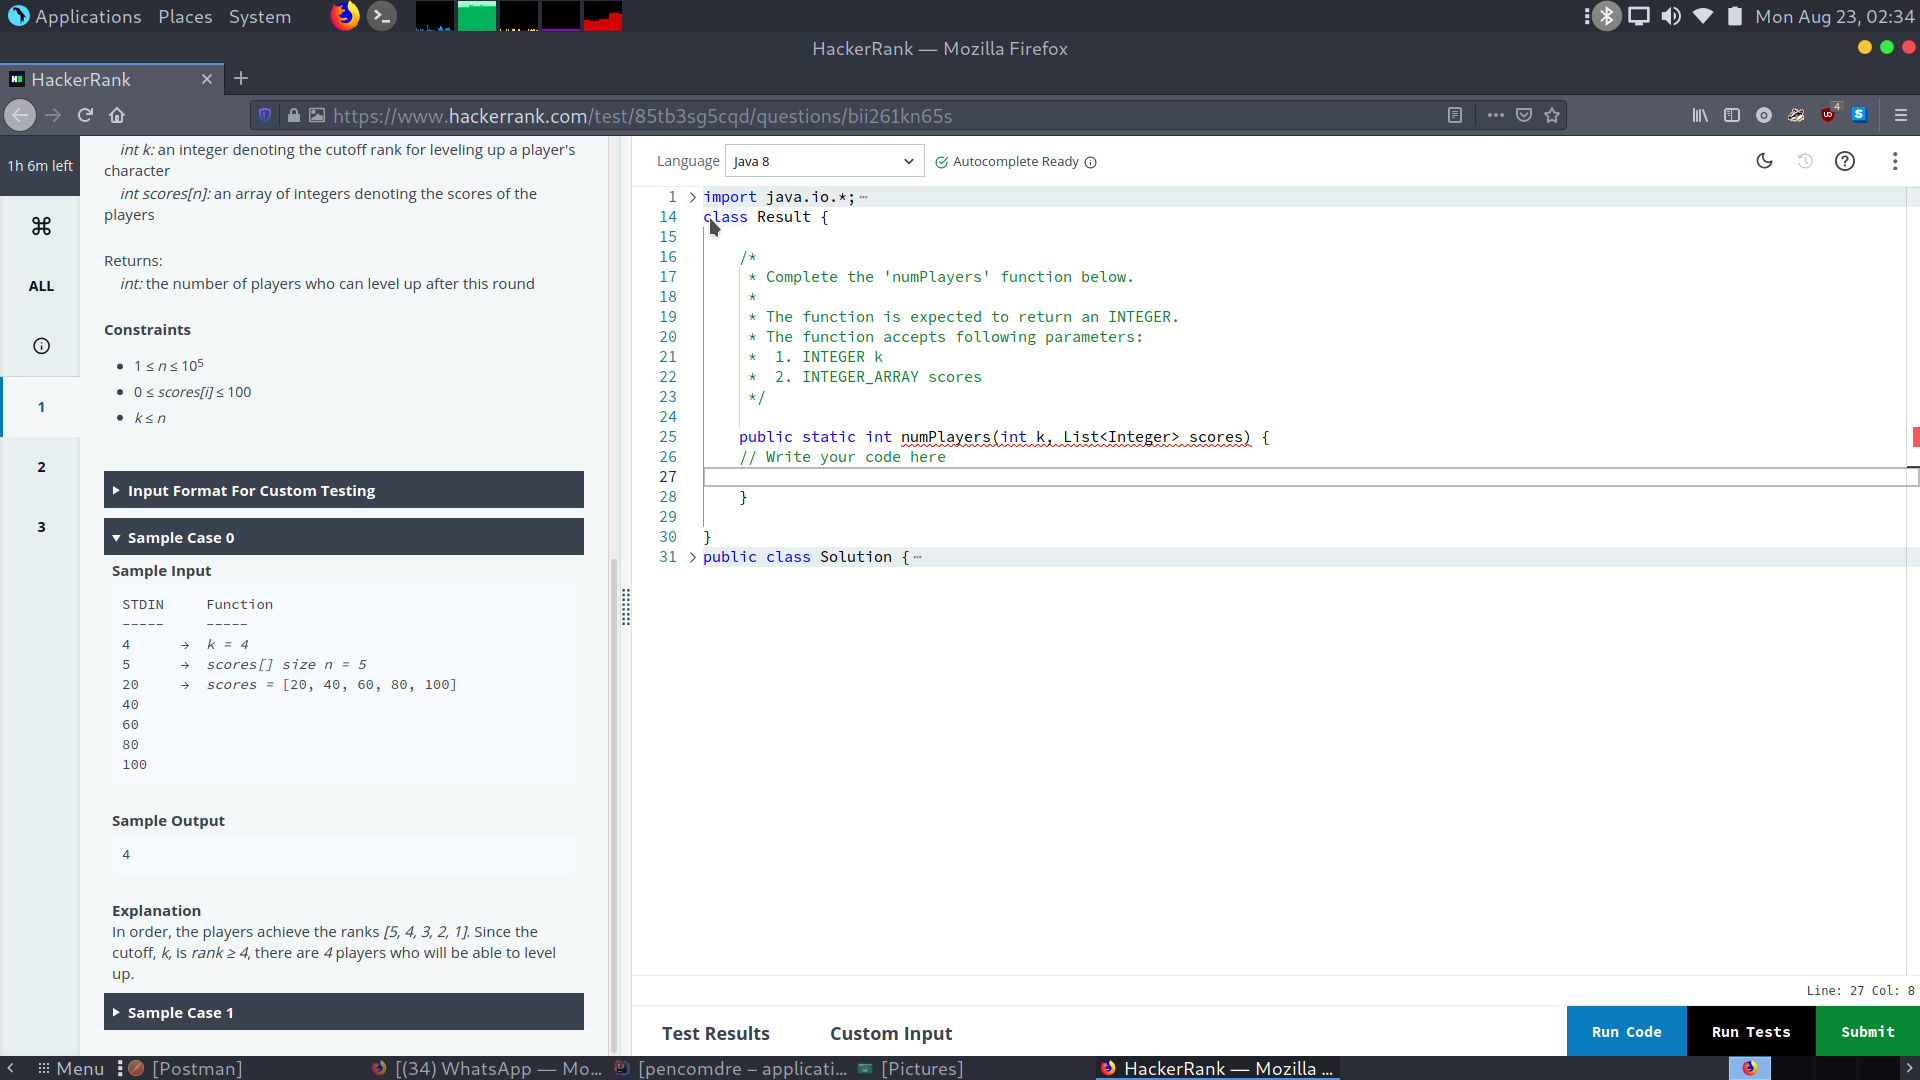 Applications Places System
Mon Aug 23, 02:34
HackerRank — Mozilla Firefox
HackerRank
https://www.hackerrank.com/test/85tb3sg5cqd/questions/bii261kn65s
4
1h 6m left
ALL
1
2
3
int k: an integer denoting the cutoff rank for leveling up a player's
character
int scores[n]: an array of integers denoting the scores of the
players
Returns:
int: the number of players who can level up after this round
Constraints
1 ≤ n ≤ 10⁵
0 ≤ scores[i] ≤ 100
k ≤ n
Input Format For Custom Testing
Sample Case 0
Sample Input
STDIN Function
----- -----
4 → k = 4
5 → scores[] size n = 5
20 → scores = [20, 40, 60, 80, 100]
40
60
80
100
Sample Output
4
Explanation
In order, the players achieve the ranks [5, 4, 3, 2, 1]. Since the
cutoff, k, is rank ≥ 4, there are 4 players who will be able to level
up.
Sample Case 1
Language Java 8 Autocomplete Ready
1 import java.io.*;
14 class Result {
15
16 /*
17 * Complete the 'numPlayers' function below.
18 *
19 * The function is expected to return an INTEGER.
20 * The function accepts following parameters:
21 * 1. INTEGER k
22 * 2. INTEGER_ARRAY scores
23 */
24
25 public static int numPlayers(int k, List<Integer> scores) {
26 // Write your code here
27
28 }
29
30 }
31 public class Solution {
Line: 27 Col: 8
Test Results Custom Input Run Code Run Tests Submit
Menu [Postman] [(34) WhatsApp — Mo... [pencomdre – applicati... [Pictures] HackerRank — Mozilla ...